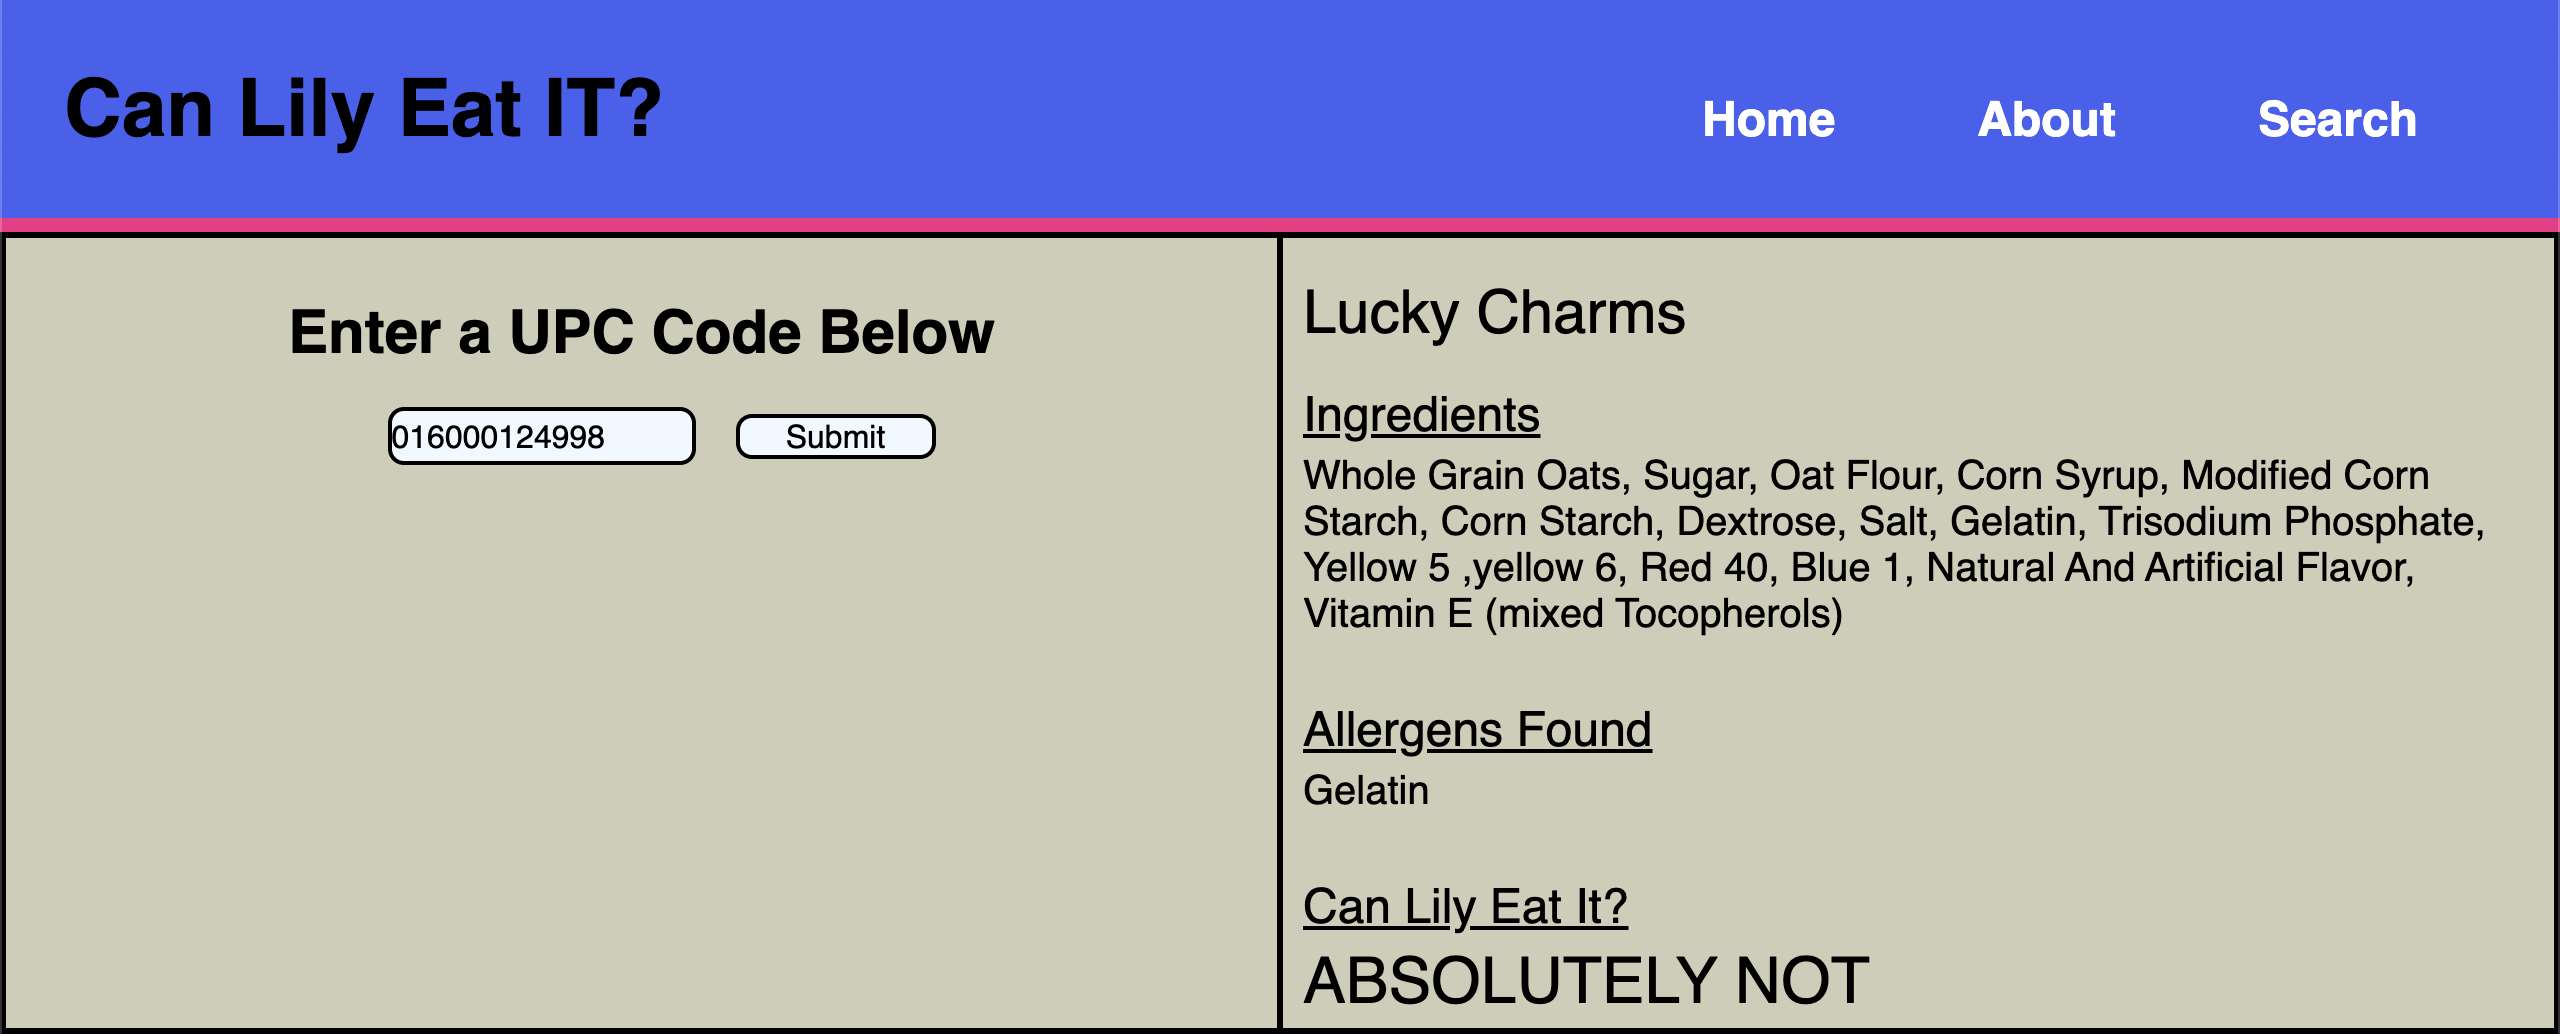 Can Lily Eat IT?
Home
About
Search
Enter a UPC Code Below
016000124998
Submit
Lucky Charms
Ingredients
Whole Grain Oats, Sugar, Oat Flour, Corn Syrup, Modified Corn
Starch, Corn Starch, Dextrose, Salt, Gelatin, Trisodium Phosphate,
Yellow 5 ,yellow 6, Red 40, Blue 1, Natural And Artificial Flavor,
Vitamin E (mixed Tocopherols)
Allergens Found
Gelatin
Can Lily Eat It?
ABSOLUTELY NOT